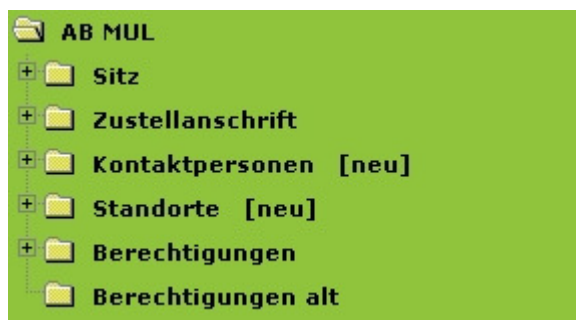 AB MUL
Sitz
Zustellanschrift
Kontaktpersonen [neu]
Standorte [neu]
Berechtigungen
Berechtigungen alt